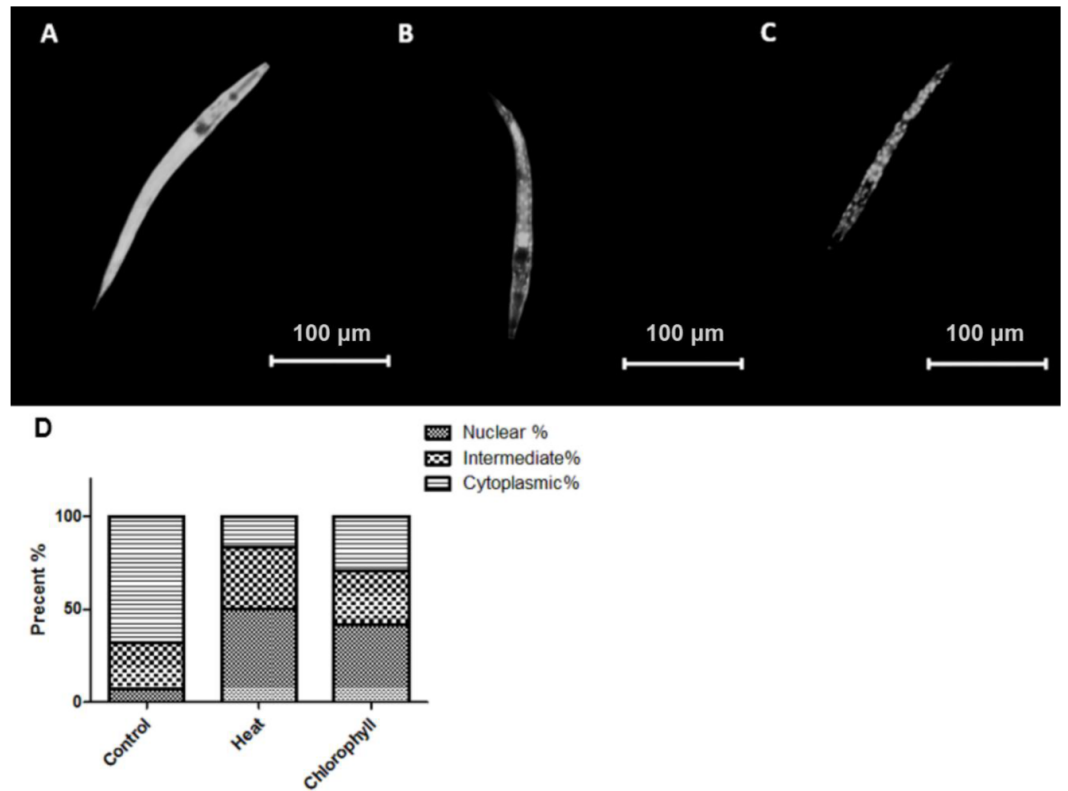 A B C
100 µm 100 µm 100 µm
D
Nuclear %
Intermediate%
Cytoplasmic%
Precent %
100
50
0
Control Heat Chlorophyll